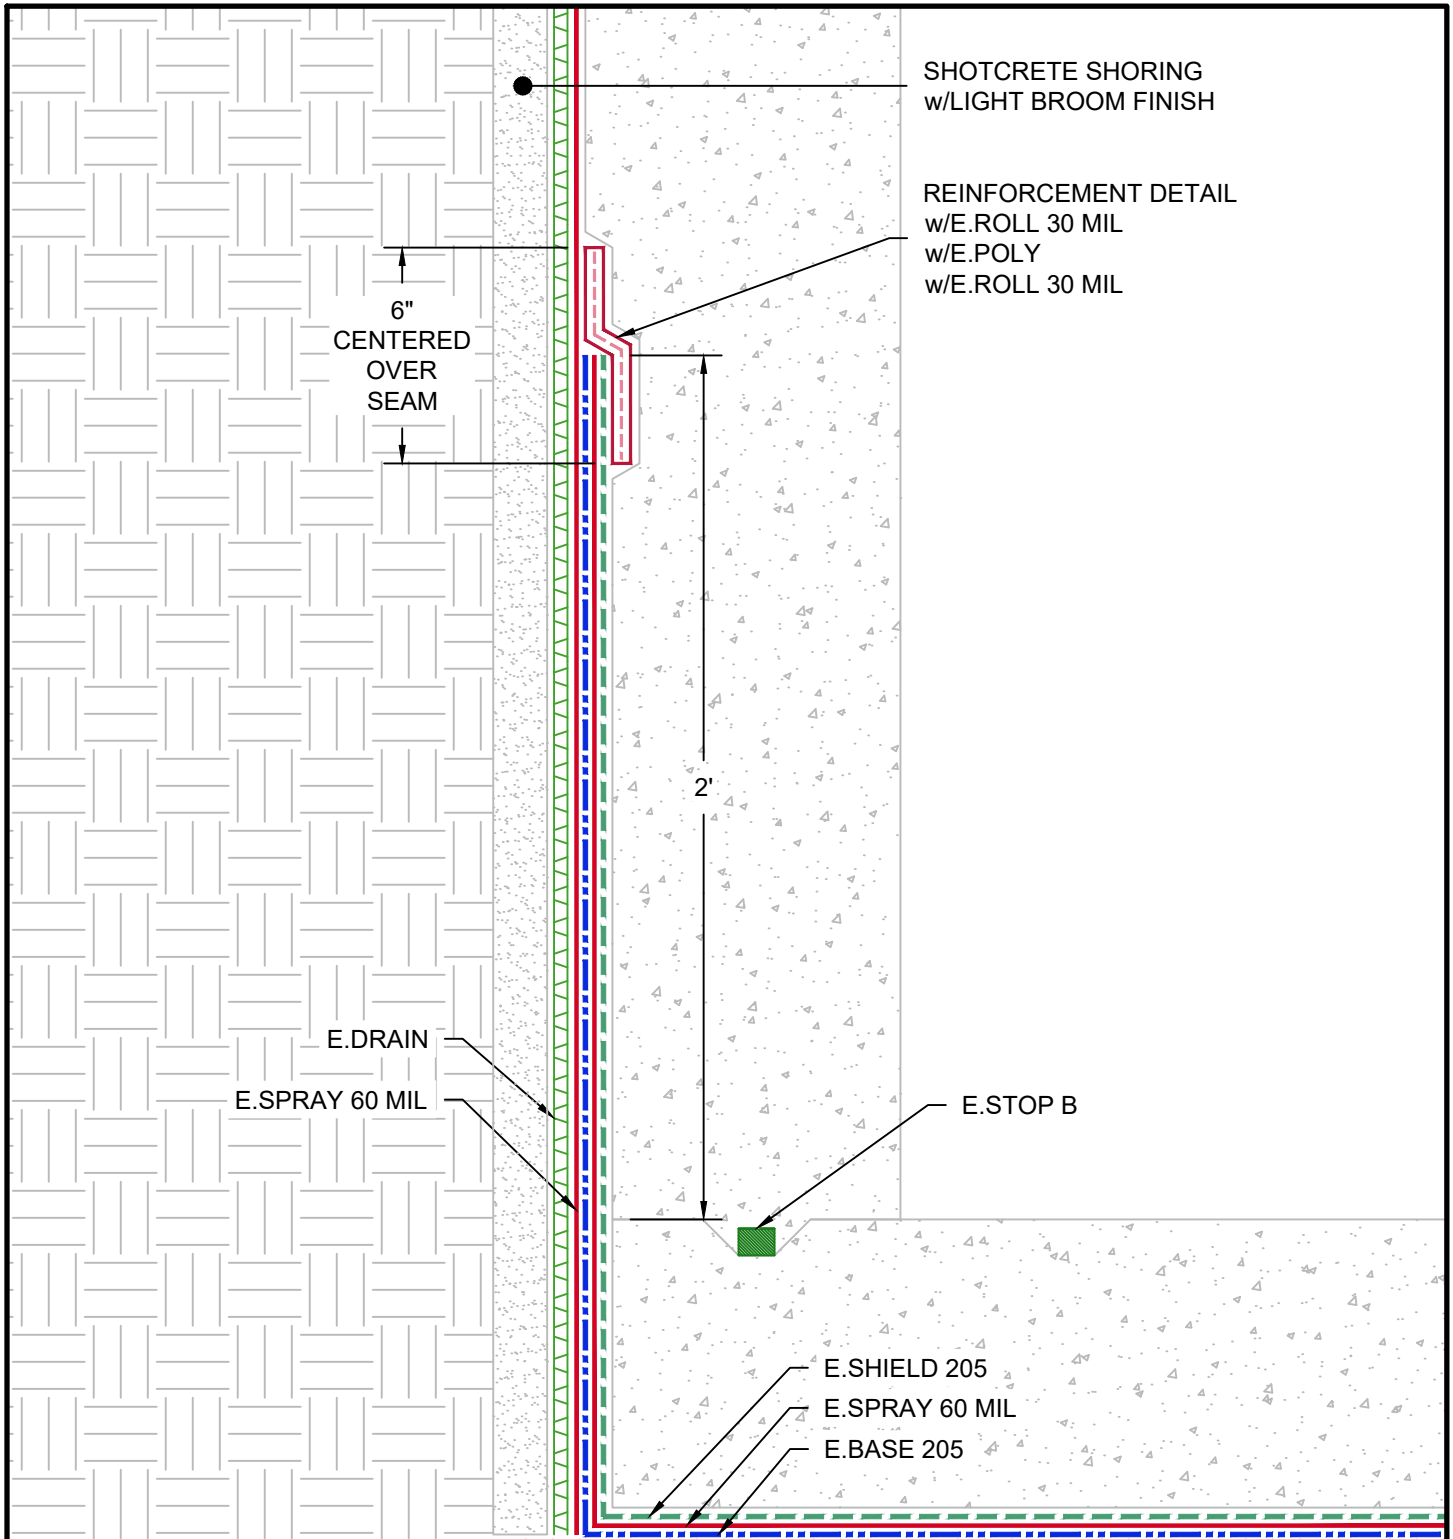 SHOTCRETE SHORING
w/LIGHT BROOM FINISH
REINFORCEMENT DETAIL
w/E.ROLL 30 MIL
w/E.POLY
w/E.ROLL 30 MIL
6"
CENTERED
OVER
SEAM
2'
E.DRAIN
E.SPRAY 60 MIL
E.STOP B
E.SHIELD 205
E.SPRAY 60 MIL
E.BASE 205